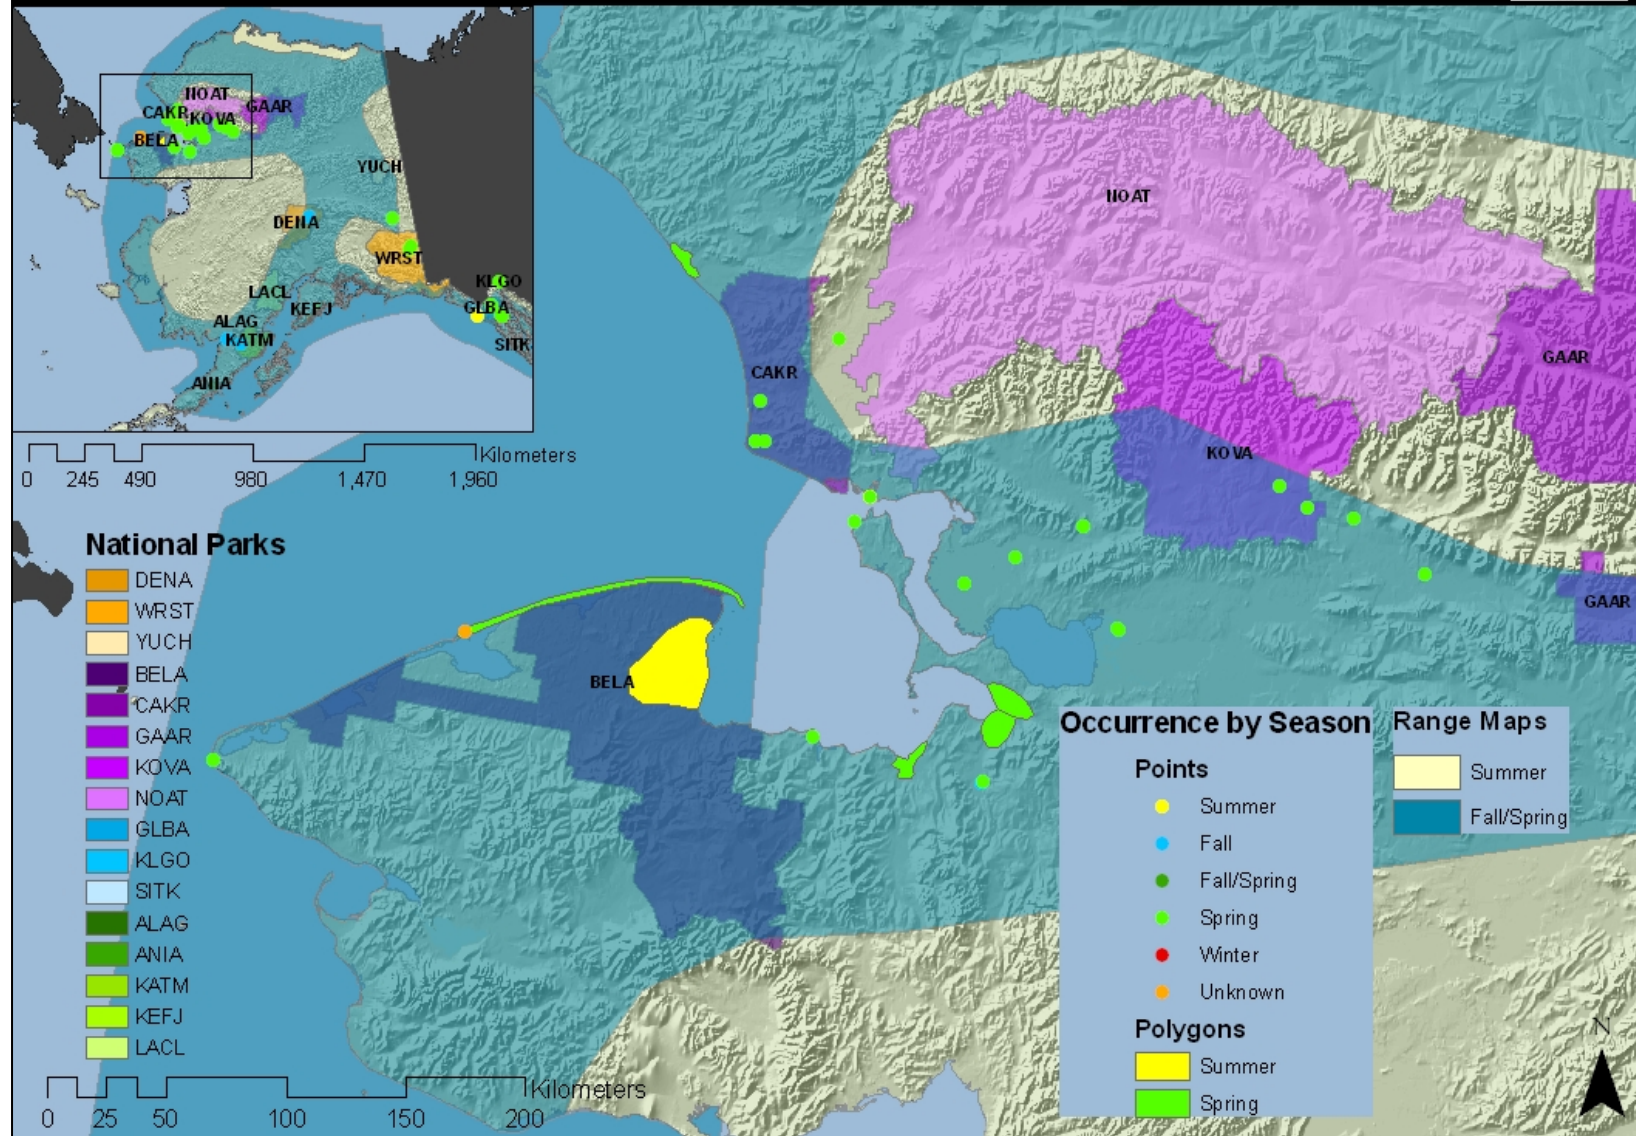 NOAT
GAAR
CAKR
KOVA
BELA
YUCH
DENA
WRST
KLGO
LACL
GLBA
KEFJ
ALAG
KATM
SITK
ANIA
Kilometers
0 245 490 980 1,470 1,960
NOAT
GAAR
CAKR
KOVA
GAAR
BELA
National Parks
DENA
WRST
YUCH
BELA
CAKR
GAAR
KOVA
NOAT
GLBA
KLGO
SITK
ALAG
ANIA
KATM
KEFJ
LACL
Kilometers
0 25 50 100 150 200
Occurrence by Season
Points
Summer
Fall
Fall/Spring
Spring
Winter
Unknown
Polygons
Summer
Spring
Range Maps
Summer
Fall/Spring
N